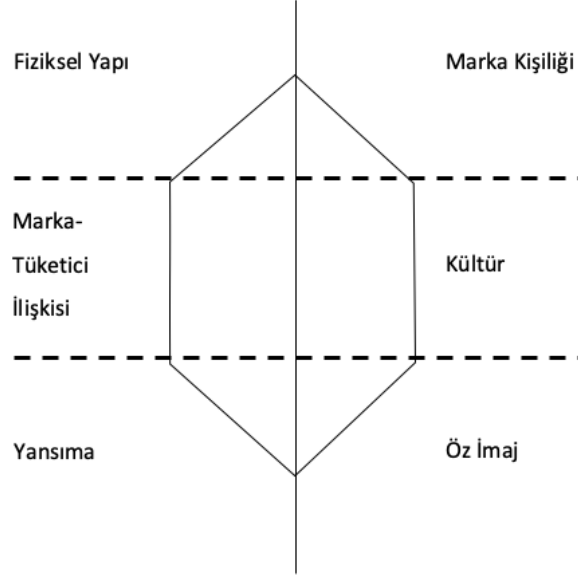 Fiziksel Yapı
Marka Kişiliği
Marka-
Tüketici
İlişkisi
Kültür
Yansıma
Öz İmaj